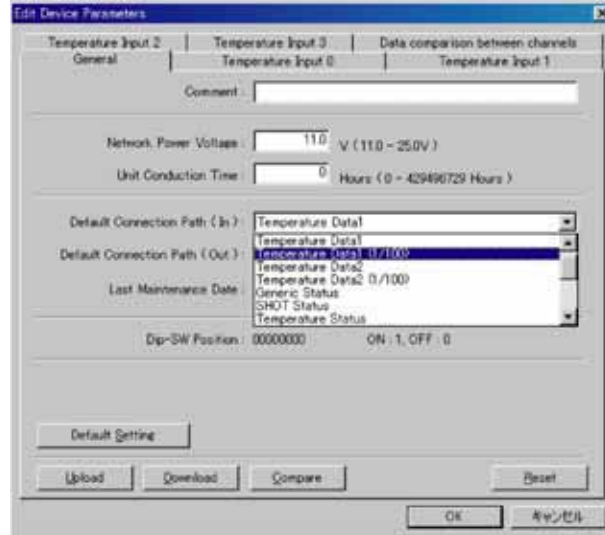 Edit Device Parameters
Temperature Input 2 Temperature Input 3 Data comparison between channels
General Temperature Input 0 Temperature Input 1
Comment :
Network Power Voltage : 11.0 V ( 11.0 - 25.0V )
Unit Conduction Time : 0 Hours ( 0 - 429496729 Hours )
Default Connection Path ( In ) : Temperature Data1
Temperature Data1
Default Connection Path ( Out ) : Temperature Data1 (1/100)
Temperature Data2
Temperature Data2 (1/100)
Last Maintenance Date : Generic Status
SHOT Status
Temperature Status
Dip-SW Position : 00000000 ON : 1, OFF : 0
Default Setting
Upload Download Compare Reset
OK キャンセル